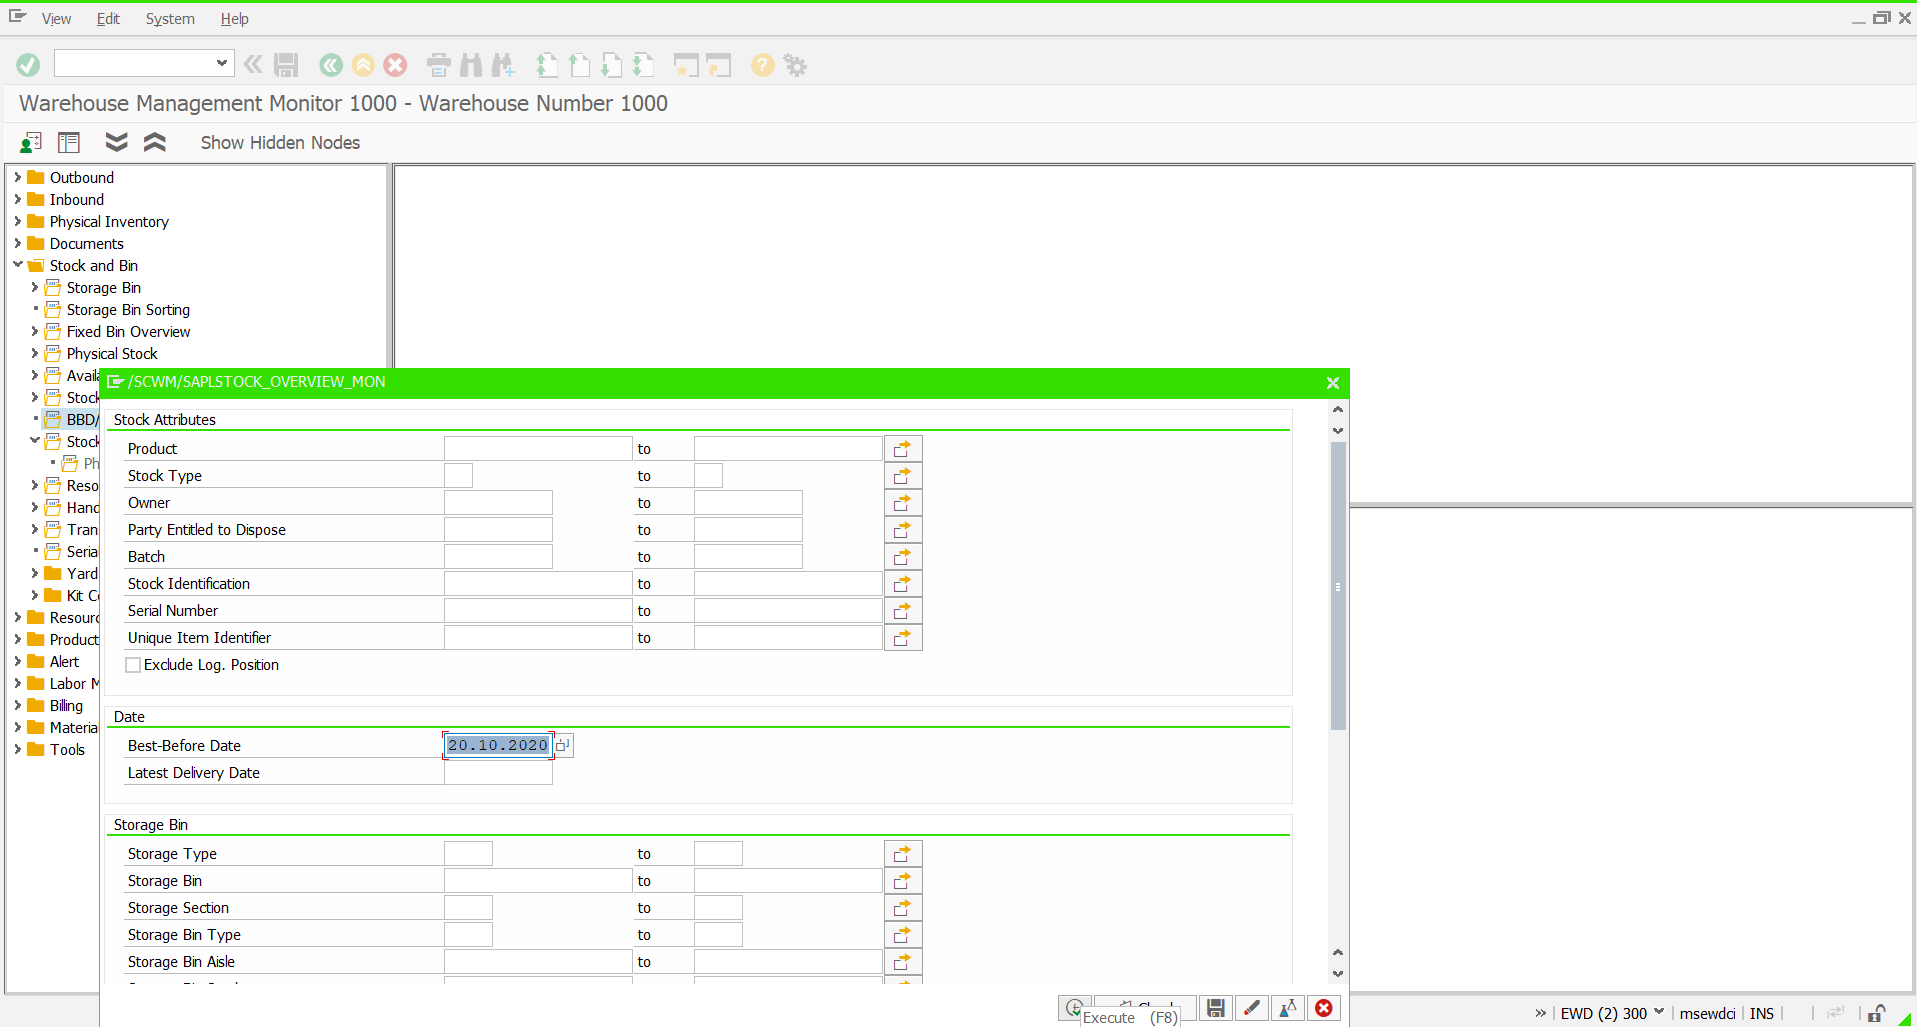 View Edit System Help
Warehouse Management Monitor 1000 - Warehouse Number 1000
Show Hidden Nodes
Outbound
Inbound
Physical Inventory
Documents
Stock and Bin
Storage Bin
Storage Bin Sorting
Fixed Bin Overview
Physical Stock
Availa
Stock
BBD/
Stock
Ph
Reso
Hand
Tran
Serial
Yard
Kit Co
Resourc
Product
Alert
Labor M
Billing
Material
Tools
/SCWM/SAPLSTOCK_OVERVIEW_MON
Stock Attributes
Product to
Stock Type to
Owner to
Party Entitled to Dispose to
Batch to
Stock Identification to
Serial Number to
Unique Item Identifier to
Exclude Log. Position
Date
Best-Before Date 20.10.2020
Latest Delivery Date
Storage Bin
Storage Type to
Storage Bin to
Storage Section to
Storage Bin Type to
Storage Bin Aisle to
Execute (F8)
EWD (2) 300 msewdci INS